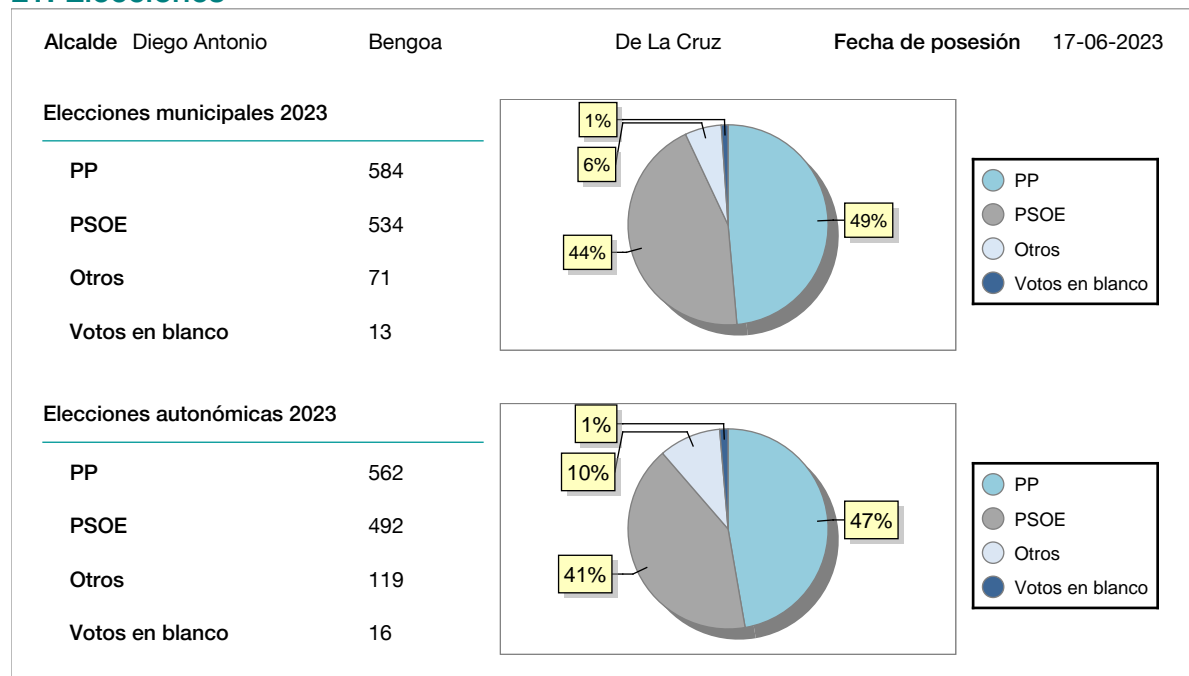 21. Elecciones
Alcalde Diego Antonio Bengoa De La Cruz Fecha de posesión 17-06-2023
Elecciones municipales 2023
PP 584
PSOE 534
Otros 71
Votos en blanco 13
1%
6%
44%
49%
PP
PSOE
Otros
Votos en blanco
Elecciones autonómicas 2023
PP 562
PSOE 492
Otros 119
Votos en blanco 16
1%
10%
41%
47%
PP
PSOE
Otros
Votos en blanco